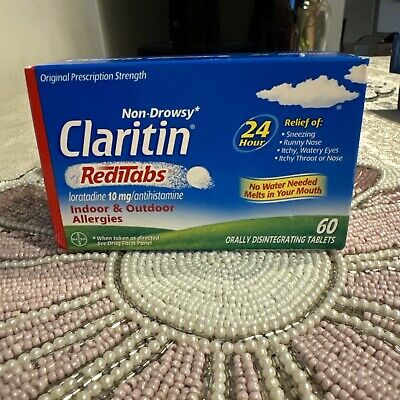 Original Prescription Strength
Non-Drowsy*
Claritin®
RediTabs®
loratadine 10 mg/antihistamine
Indoor & Outdoor
Allergies
* When taken as directed.
See Drug Facts Panel.
24
Hour
Relief of:
• Sneezing
• Runny Nose
• Itchy, Watery Eyes
• Itchy Throat or Nose
No Water Needed
Melts in Your Mouth
60
ORALLY DISINTEGRATING TABLETS